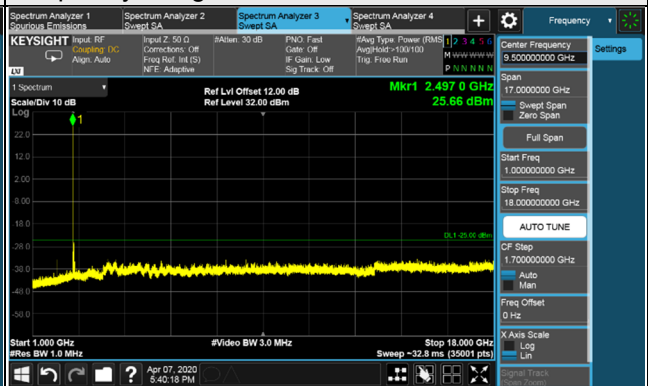 Spectrum Analyzer 1
Spurious Emissions
Spectrum Analyzer 2
Swept SA
Spectrum Analyzer 3
Swept SA
Spectrum Analyzer 4
Swept SA
Frequency
KEYSIGHT
Input: RF
Coupling: DC
Align: Auto
Input Z: 50 Ω
Corrections: Off
Freq Ref: Int (S)
NFE: Adaptive
#Atten: 30 dB
PNO: Fast
Gate: Off
IF Gain: Low
Sig Track: Off
#Avg Type: Power (RMS
Avg|Hold:>100/100
Trig: Free Run
1 2 3 4 5 6
M W W W W W
P N N N N N
LXI
1 Spectrum
Scale/Div 10 dB
Log
Ref Lvl Offset 12.00 dB
Ref Level 32.00 dBm
Mkr1 2.497 0 GHz
25.66 dBm
1
22.0
12.0
2.00
-8.00
-18.0
-28.0
-38.0
-48.0
-58.0
DL1 -25.00 dBm
Start 1.000 GHz
#Res BW 1.0 MHz
#Video BW 3.0 MHz
Stop 18.000 GHz
Sweep ~32.8 ms (35001 pts)
Apr 07, 2020
5:40:18 PM
Center Frequency
9.500000000 GHz
Settings
Span
17.0000000 GHz
Swept Span
Zero Span
Full Span
Start Freq
1.000000000 GHz
Stop Freq
18.000000000 GHz
AUTO TUNE
CF Step
1.700000000 GHz
Auto
Man
Freq Offset
0 Hz
X Axis Scale
Log
Lin
Signal Track
(Span Zoom)